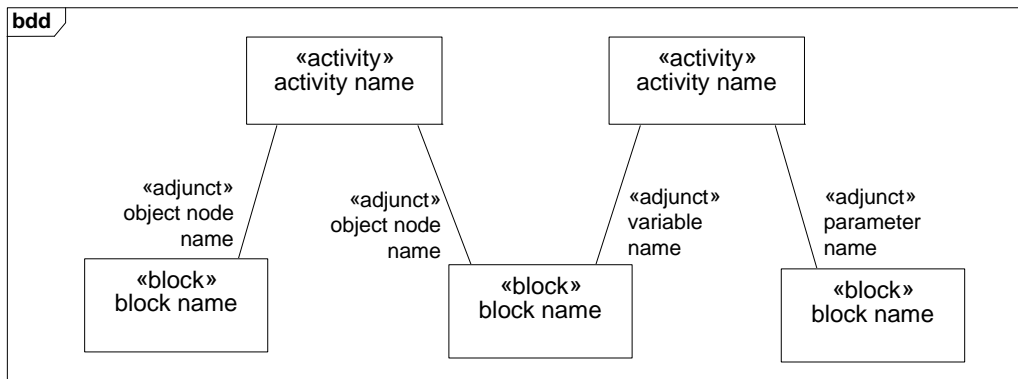 bdd
«activity»
activity name
«activity»
activity name
«adjunct»
object node
name
«adjunct»
object node
name
«adjunct»
variable
name
«adjunct»
parameter
name
«block»
block name
«block»
block name
«block»
block name